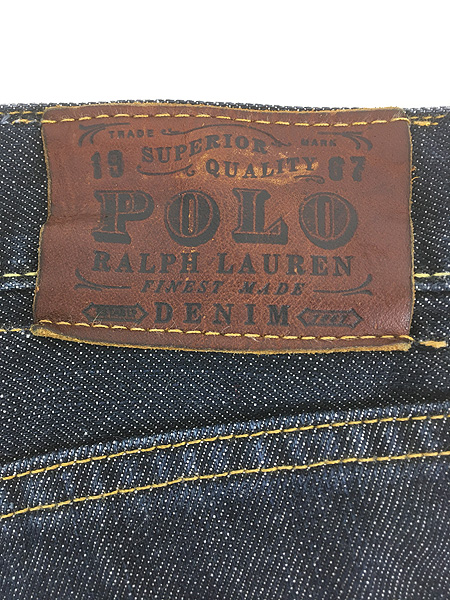 TRADE MARK
19 SUPERIOR 67
QUALITY
POLO
RALPH LAUREN
FINEST MADE
DENIM